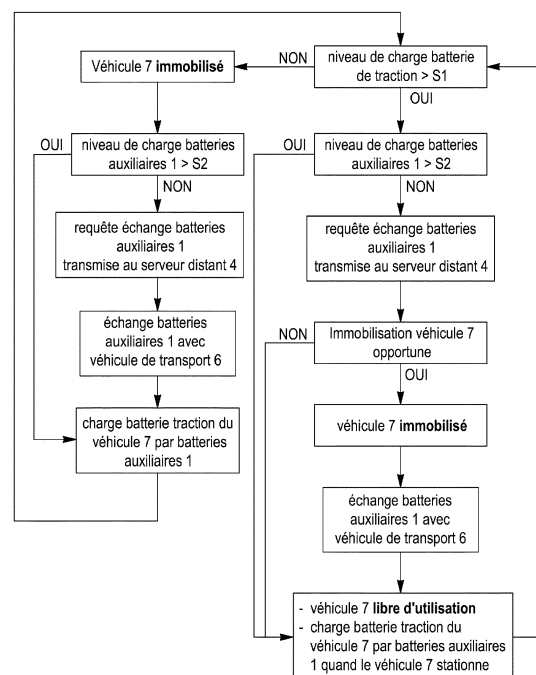 niveau de charge batterie
de traction > S1
NON
Véhicule 7 immobilisé
OUI
OUI
niveau de charge batteries
auxiliaires 1 > S2
NON
requête échange batteries
auxiliaires 1
transmise au serveur distant 4
échange batteries
auxiliaires 1 avec
véhicule de transport 6
charge batterie traction du
véhicule 7 par batteries
auxiliaires 1
OUI
niveau de charge batteries
auxiliaires 1 > S2
NON
requête échange batteries
auxiliaires 1
transmise au serveur distant 4
NON
Immobilisation véhicule 7
opportune
OUI
véhicule 7 immobilisé
échange batteries
auxiliaires 1 avec
véhicule de transport 6
- véhicule 7 libre d'utilisation
- charge batterie traction du
véhicule 7 par batteries auxiliaires
1 quand le véhicule 7 stationne